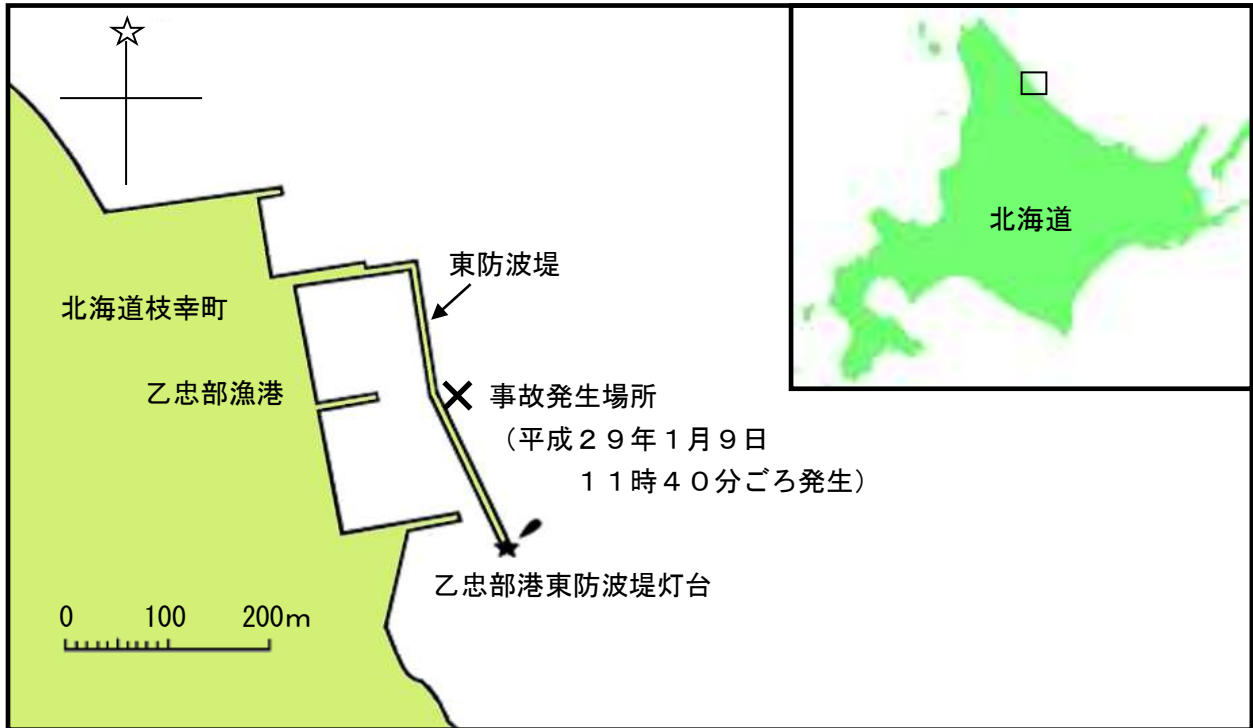 北海道
東防波堤
北海道枝幸町
乙忠部漁港
事故発生場所
（平成２９年１月９日
１１時４０分ごろ発生）
乙忠部港東防波堤灯台
0 100 200m